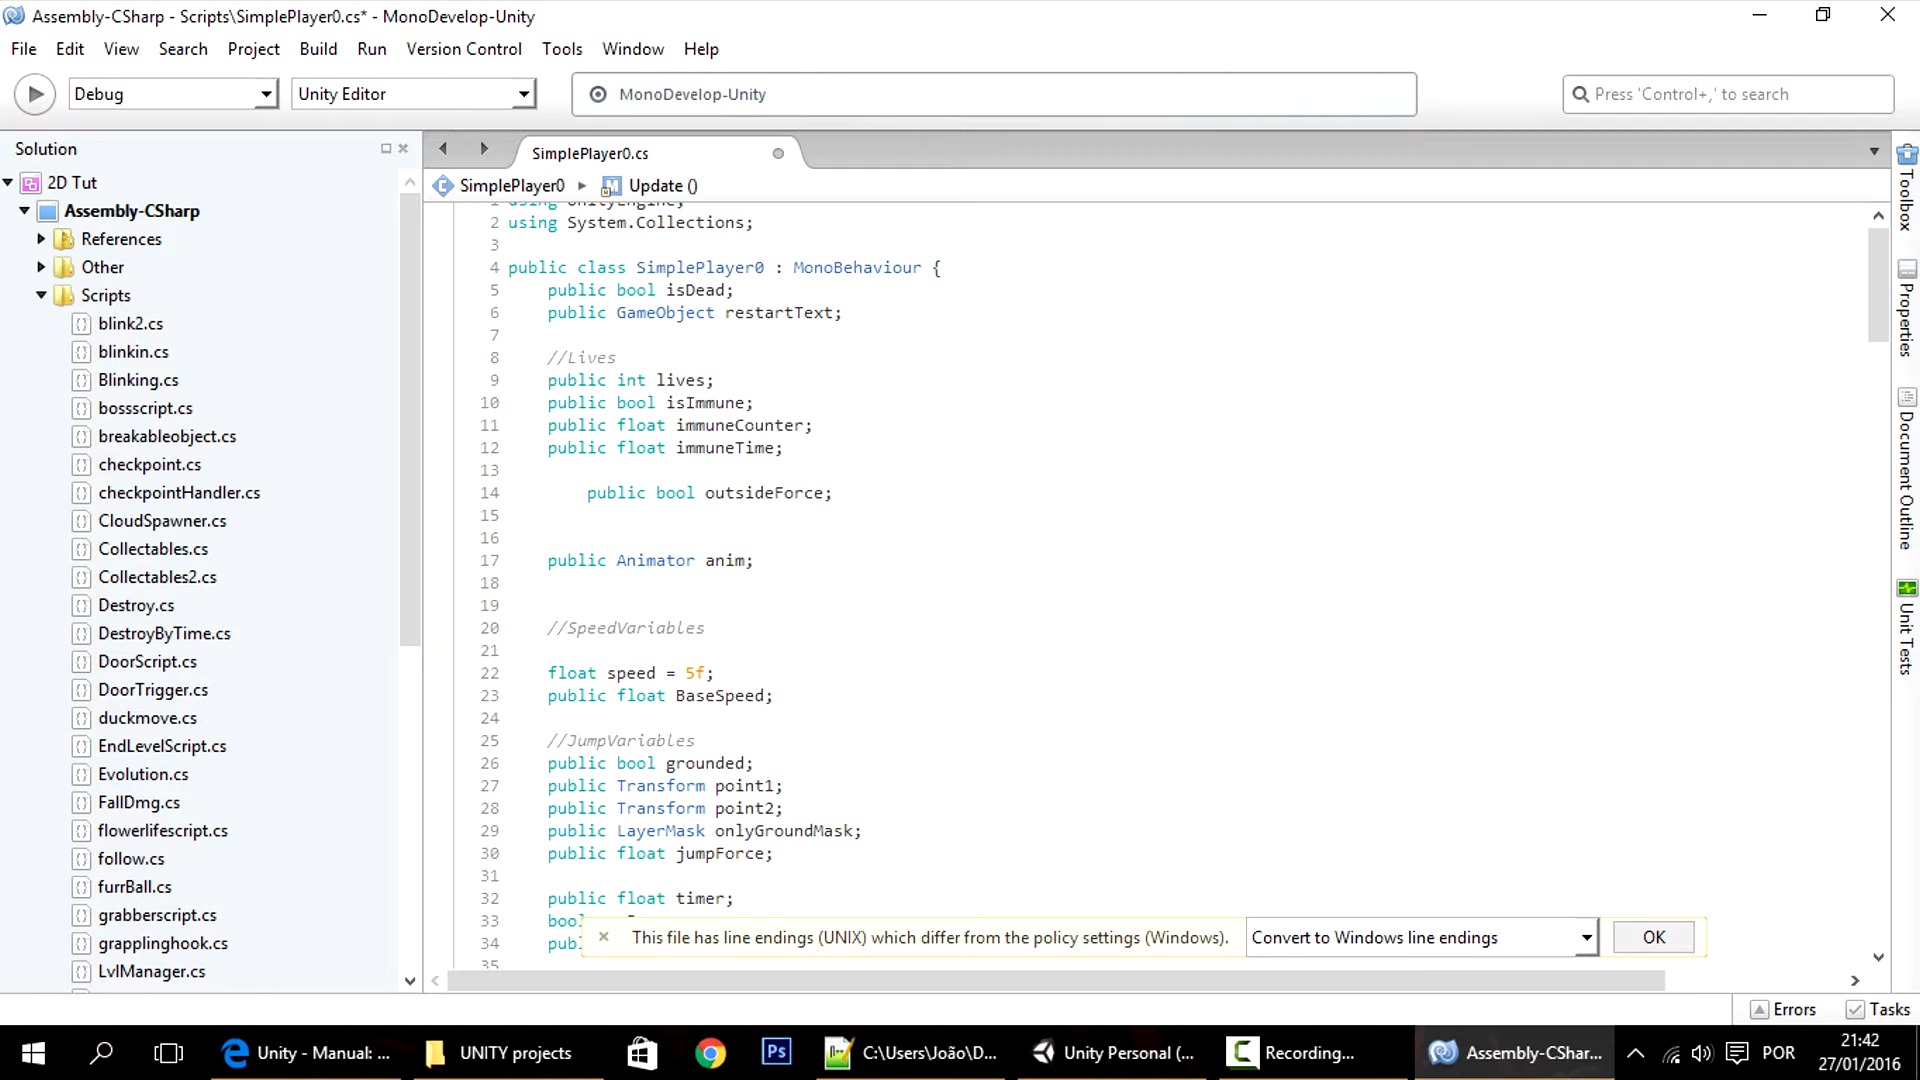 Assembly-CSharp - Scripts\SimplePlayer0.cs* - MonoDevelop-Unity
File Edit View Search Project Build Run Version Control Tools Window Help
Debug Unity Editor MonoDevelop-Unity Press 'Control+,' to search
Solution
2D Tut
Assembly-CSharp
References
Other
Scripts
blink2.cs
blinkin.cs
Blinking.cs
bossscript.cs
breakableobject.cs
checkpoint.cs
checkpointHandler.cs
CloudSpawner.cs
Collectables.cs
Collectables2.cs
Destroy.cs
DestroyByTime.cs
DoorScript.cs
DoorTrigger.cs
duckmove.cs
EndLevelScript.cs
Evolution.cs
FallDmg.cs
flowerlifescript.cs
follow.cs
furrBall.cs
grabberscript.cs
grapplinghook.cs
LvlManager.cs
SimplePlayer0.cs
SimplePlayer0 Update ()
1 using UnityEngine;
2 using System.Collections;
3
4 public class SimplePlayer0 : MonoBehaviour {
5 public bool isDead;
6 public GameObject restartText;
7
8 //Lives
9 public int lives;
10 public bool isImmune;
11 public float immuneCounter;
12 public float immuneTime;
13
14 public bool outsideForce;
15
16
17 public Animator anim;
18
19
20 //SpeedVariables
21
22 float speed = 5f;
23 public float BaseSpeed;
24
25 //JumpVariables
26 public bool grounded;
27 public Transform point1;
28 public Transform point2;
29 public LayerMask onlyGroundMask;
30 public float jumpForce;
31
32 public float timer;
33 bool
34 publ
35
This file has line endings (UNIX) which differ from the policy settings (Windows). Convert to Windows line endings OK
Toolbox
Properties
Document Outline
Unit Tests
Errors Tasks
Unity - Manual: ... UNITY projects Ps C:\Users\João\D... Unity Personal (... Recording... Assembly-CShar... POR
21:42
27/01/2016